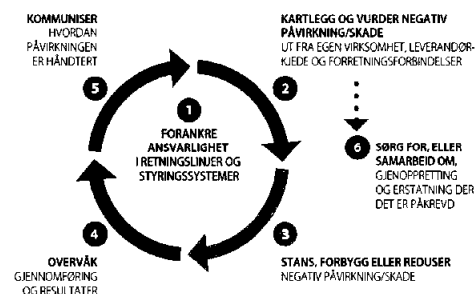 1
FORANKRE
ANSVARLIGHET
I RETNINGSLINJER OG
STYRINGSSYSTEMER
2
KARTLEGG OG VURDER NEGATIV
PÅVIRKNING/SKADE
UT FRA EGEN VIRKSOMHET, LEVERANDØR-
KJEDE OG FORRETNINGSFORBINDELSER
3
STANS, FORBYGG ELLER REDUSER
NEGATIV PÅVIRKNING/SKADE
4
OVERVÅK
GJENNOMFØRING
OG RESULTATER
5
KOMMUNISER
HVORDAN
PÅVIRKNINGEN
ER HÅNDTERT
6
SØRG FOR, ELLER
SAMARBEID OM,
GJENOPPRETTING
OG ERSTATNING DER
DET ER PÅKREVD